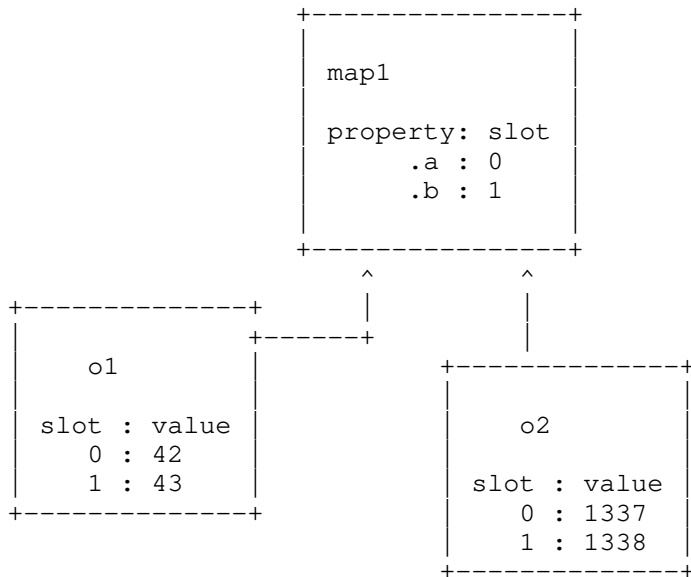 map1
property: slot
.a : 0
.b : 1
o1
slot : value
0 : 42
1 : 43
o2
slot : value
0 : 1337
1 : 1338